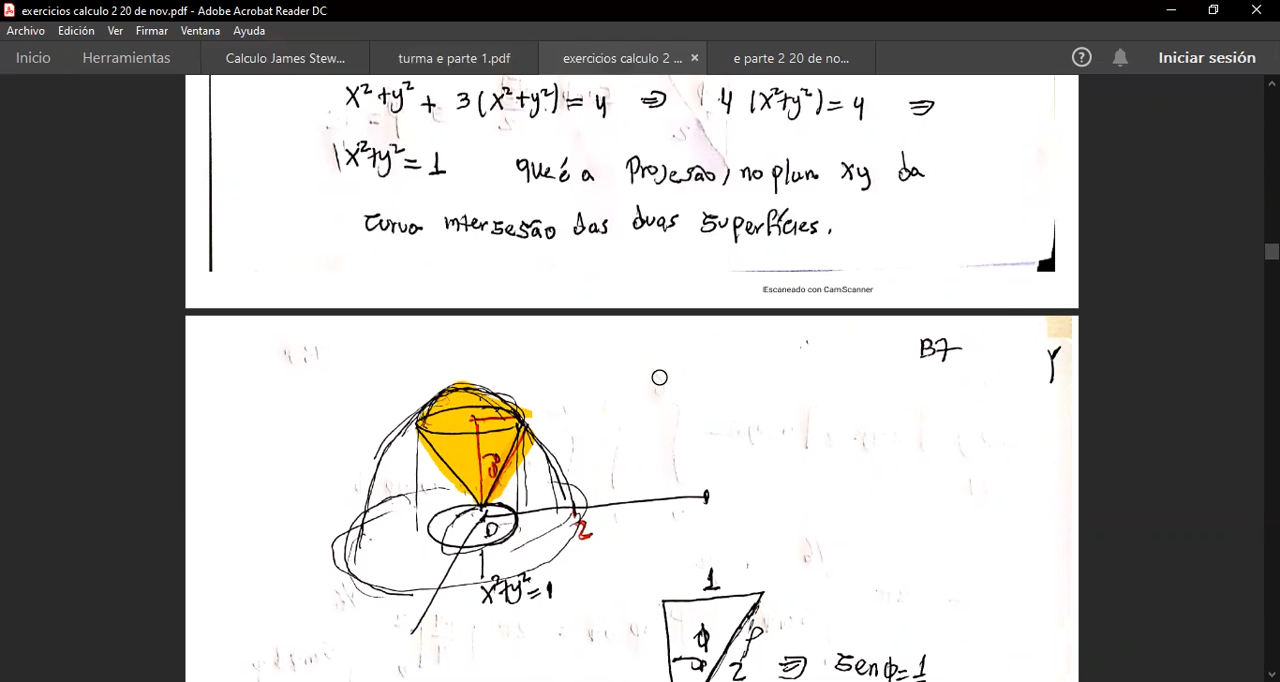 exercicios calculo 2 20 de nov.pdf - Adobe Acrobat Reader DC
Archivo Edición Ver Firmar Ventana Ayuda
Inicio Herramientas Calculo James Stew... turma e parte 1.pdf exercicios calculo 2 ... × e parte 2 20 de no... Iniciar sesión
x²+y² + 3(x²+y²) = 4 ⇒ 4 (x²+y²) = 4 ⇒
x²+y² = 1 que é a Projesão, no plano xy da
curva intersesão das duas superfícies.
Escaneado con CamScanner
B7
Y
φ
D
2
x²+y²=1
1
φ ρ
2 ⇒ sen φ = 1